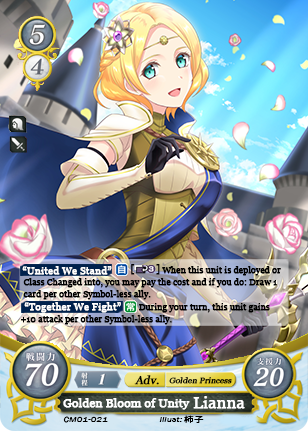 5
4
"United We Stand" 自 [➡3] When this unit is deployed or
Class Changed into, you may pay the cost and if you do: Draw 1
card per other Symbol-less ally.
"Together We Fight" 常 During your turn, this unit gains
+10 attack per other Symbol-less ally.
戦闘力
70
射程 1
Adv.
Golden Princess
支援力
20
Golden Bloom of Unity Lianna
CM01-021
Illust: 柿子